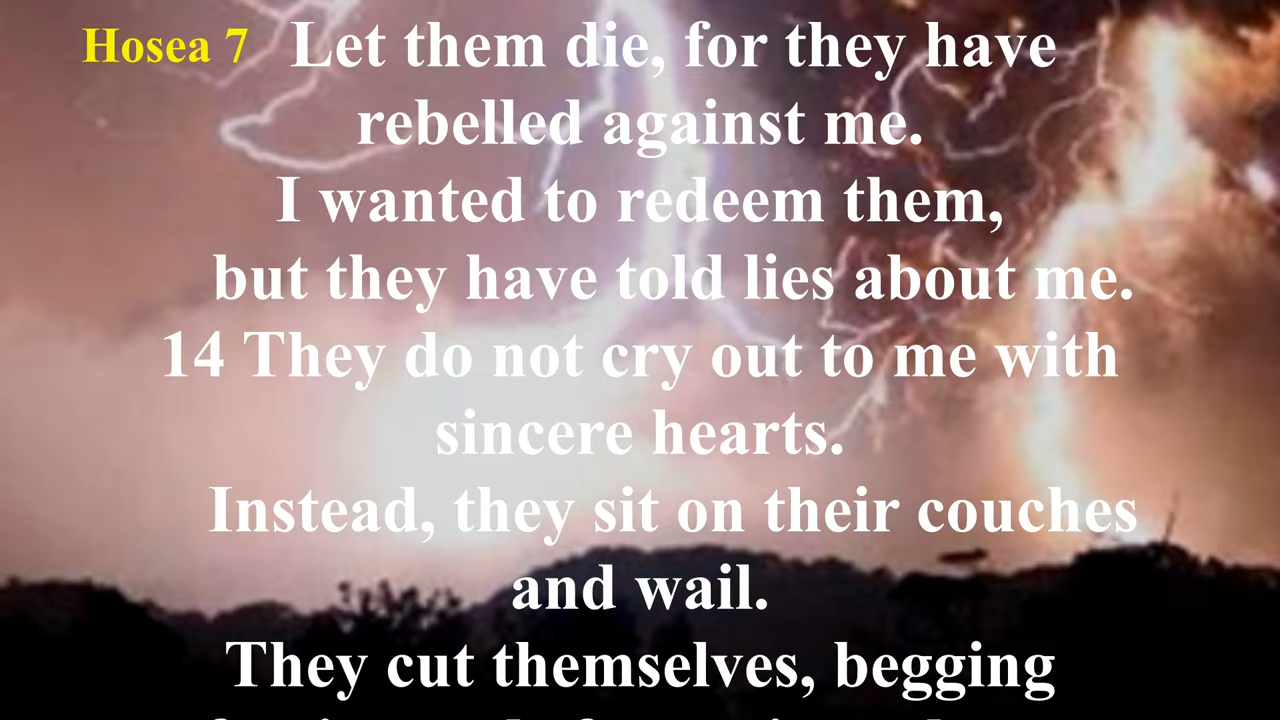 Hosea 7 Let them die, for they have
rebelled against me.
I wanted to redeem them,
but they have told lies about me.
14 They do not cry out to me with
sincere hearts.
Instead, they sit on their couches
and wail.
They cut themselves, begging